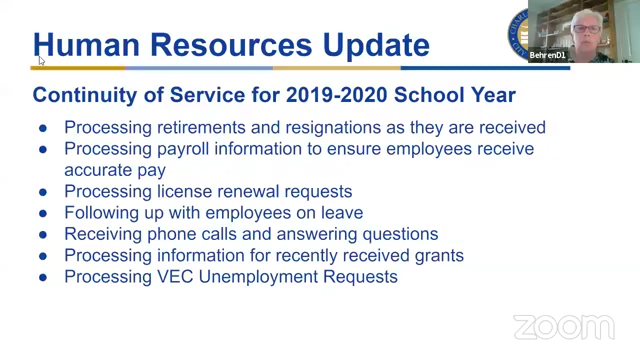 Human Resources Update
BehrenD1
Continuity of Service for 2019-2020 School Year
● Processing retirements and resignations as they are received
● Processing payroll information to ensure employees receive
accurate pay
● Processing license renewal requests
● Following up with employees on leave
● Receiving phone calls and answering questions
● Processing information for recently received grants
● Processing VEC Unemployment Requests
zoom